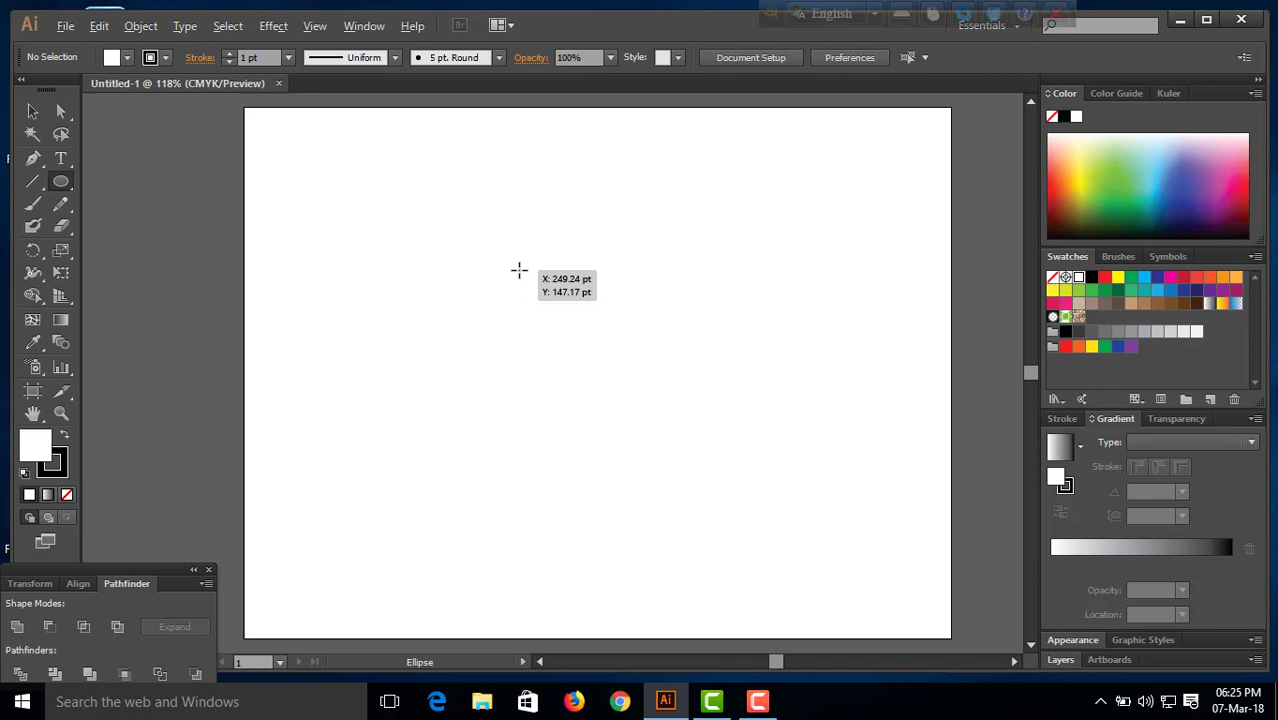 Ai File Edit Object Type Select Effect View Window Help Br English Essentials
No Selection Stroke: 1 pt Uniform 5 pt. Round Opacity: 100% Style: Document Setup Preferences
Untitled-1 @ 118% (CMYK/Preview) ×
Color Color Guide Kuler
X: 249.24 pt
Y: 147.17 pt
Swatches Brushes Symbols
Stroke Gradient Transparency
Type:
Stroke:
Opacity:
Location:
Transform Align Pathfinder
Shape Modes:
Expand
Pathfinders:
Appearance Graphic Styles
Layers Artboards
1 Ellipse
Search the web and Windows
Ai
06:25 PM
07-Mar-18